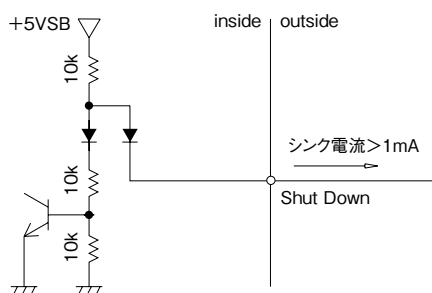 +5VSB
inside
outside
10k
シンク電流>1mA
10k
Shut Down
10k